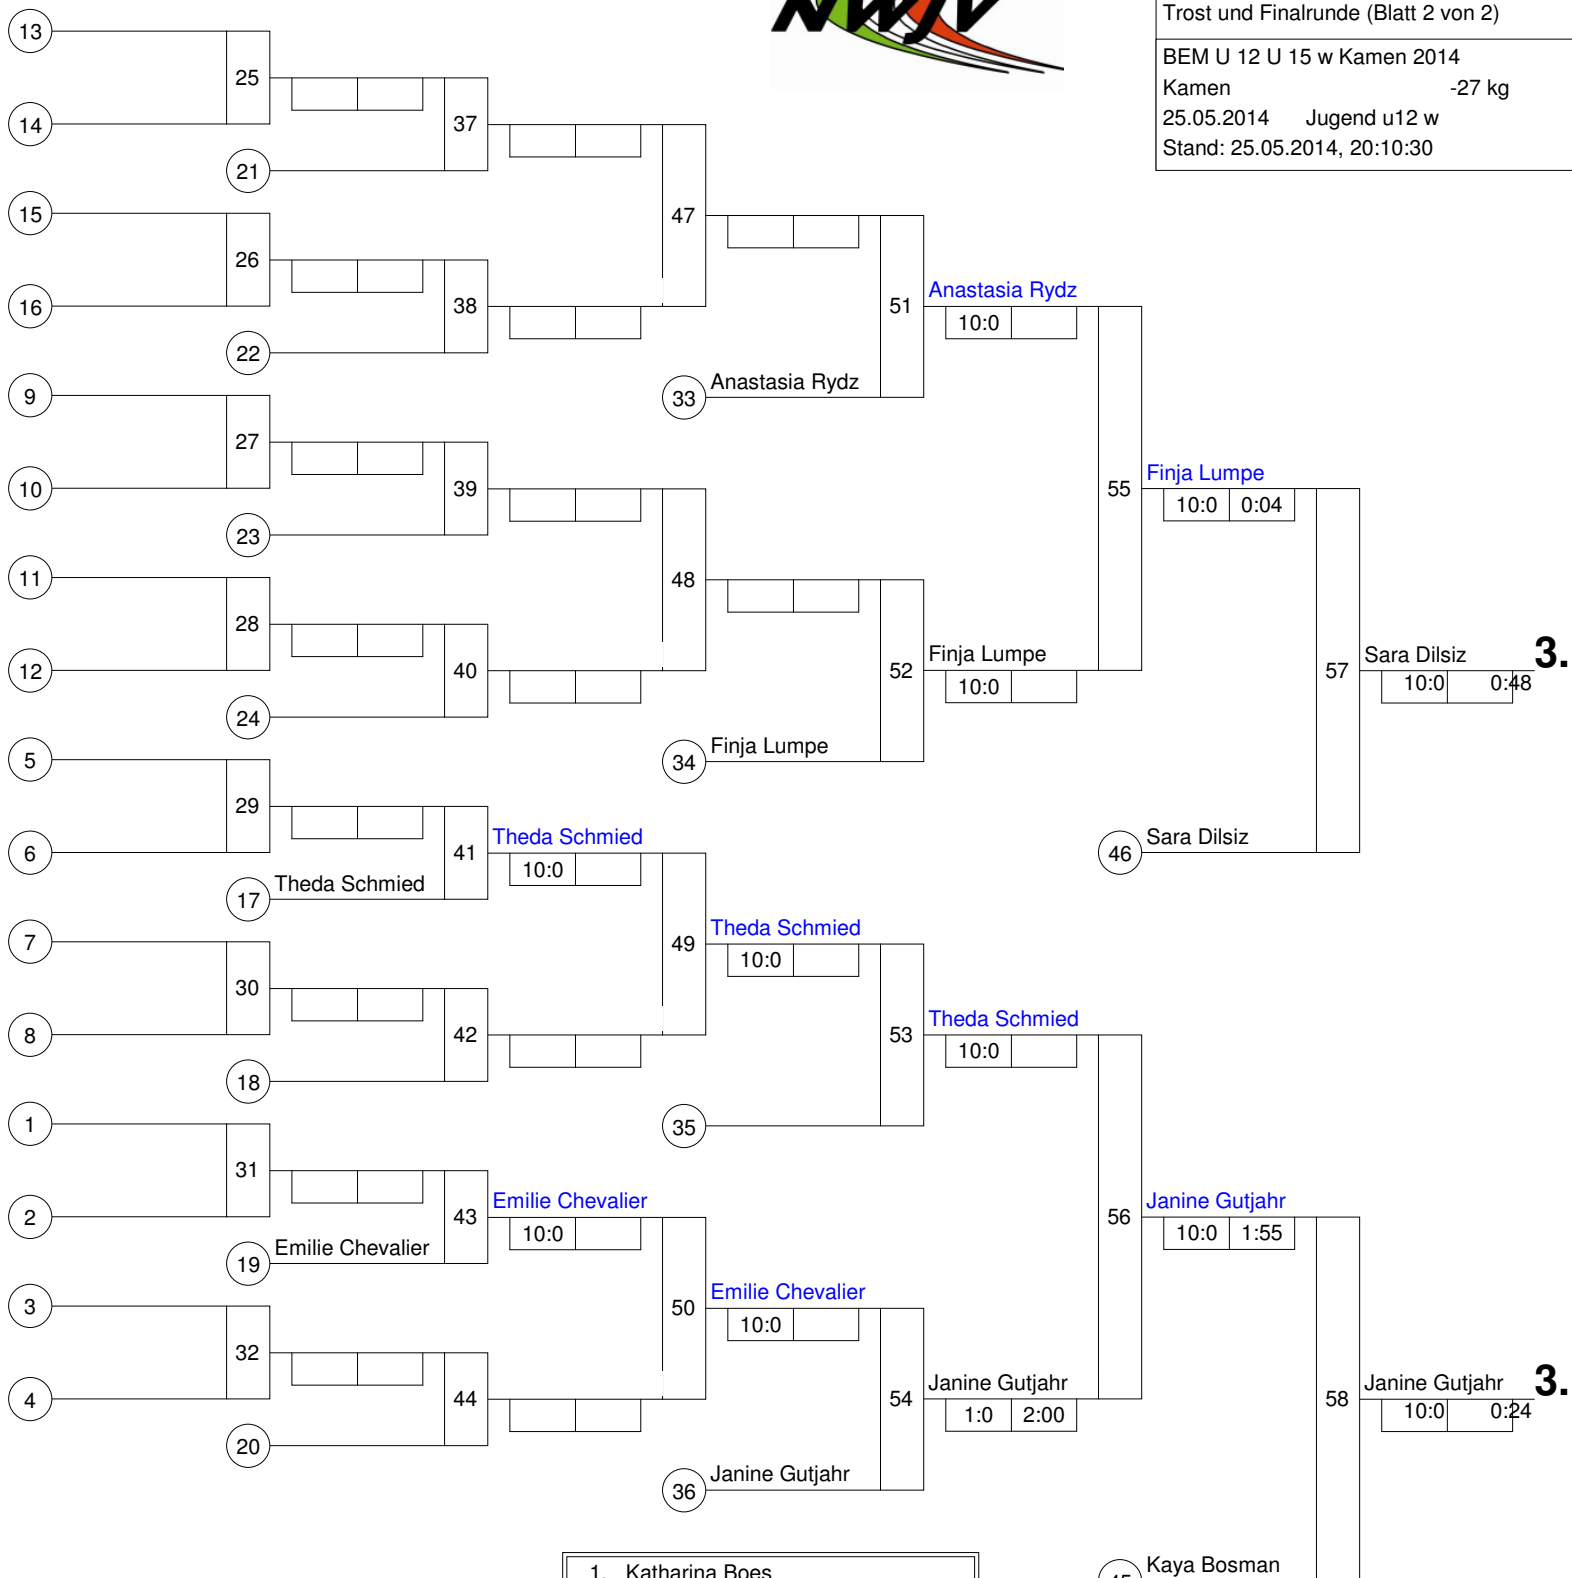 NWJV
Trost und Finalrunde (Blatt 2 von 2)
BEM U 12 U 15 w Kamen 2014
Kamen -27 kg
25.05.2014 Jugend u12 w
Stand: 25.05.2014, 20:10:30
13
25
14
37
21
15
47
26
16
38
22
51
Anastasia Rydz
10:0
33 Anastasia Rydz
9
27
10
39
23
55
Finja Lumpe
10:0 0:04
11
48
28
12
40
24
52
Finja Lumpe
10:0
57
Sara Dilsiz 3.
10:0 0:48
34 Finja Lumpe
5
29
6
41
Theda Schmied
10:0
46 Sara Dilsiz
17 Theda Schmied
7
49
Theda Schmied
10:0
30
8
42
18
53
Theda Schmied
10:0
1
35
31
2
43
Emilie Chevalier
10:0
56
Janine Gutjahr
10:0 1:55
19 Emilie Chevalier
3
50
Emilie Chevalier
10:0
32
4
44
20
54
Janine Gutjahr
1:0 2:00
58
Janine Gutjahr 3.
10:0 0:24
36 Janine Gutjahr
1. Katharina Boes
45 Kaya Bosman